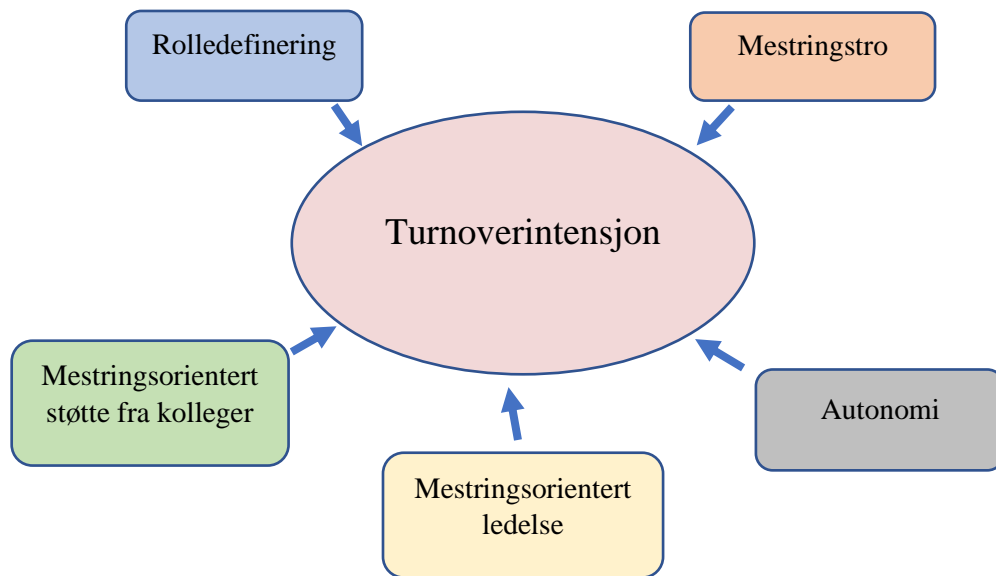 Rolledefinering
Mestringstro
Turnoverintensjon
Mestringsorientert
støtte fra kolleger
Autonomi
Mestringsorientert
ledelse